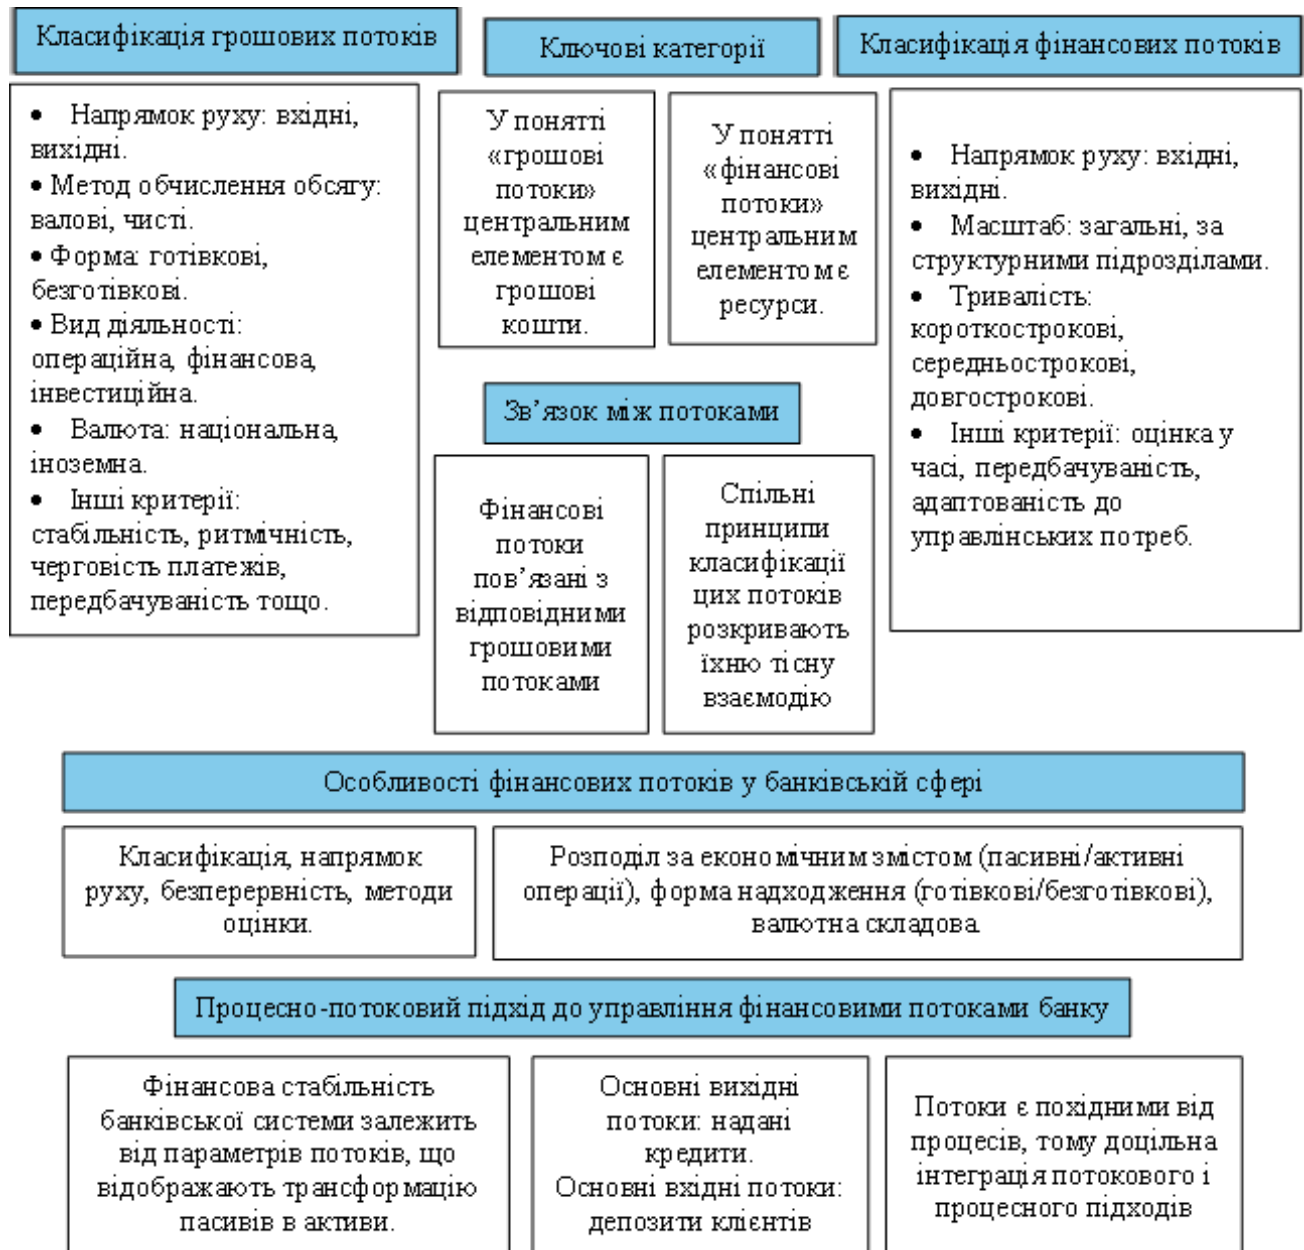 Класифікація грошових потоків
• Напрямок руху: вхідні,
вихідні.
• Метод обчислення обсягу:
валові, чисті.
• Форма: готівкові,
безготівкові.
• Вид діяльності:
операційна, фінансова,
інвестиційна.
• Валюта: національна,
іноземна.
• Інші критерії:
стабільність, ритмічність,
черговість платежів,
передбачуваність тощо.
Ключові категорії
У понятті
«грошові
потоки»
центральним
елементом є
грошові
кошти.
У понятті
«фінансові
потоки»
центральним
елементом є
ресурси.
Зв’язок між потоками
Фінансові
потоки
пов’язані з
відповідними
грошовими
потоками
Спільні
принципи
класифікації
цих потоків
розкривають
їхню тісну
взаємодію
Класифікація фінансових потоків
• Напрямок руху: вхідні,
вихідні.
• Масштаб: загальні, за
структурними підрозділами.
• Тривалість:
короткострокові,
середньострокові,
довгострокові.
• Інші критерії: оцінка у
часі, передбачуваність,
адаптованість до
управлінських потреб.
Особливості фінансових потоків у банківській сфері
Класифікація, напрямок
руху, безперервність, методи
оцінки.
Розподіл за економічним змістом (пасивні/активні
операції), форма надходження (готівкові/безготівкові),
валютна складова
Процесно-потоковий підхід до управління фінансовими потоками банку
Фінансова стабільність
банківської системи залежить
від параметрів потоків, що
відображають трансформацію
пасивів в активи.
Основні вихідні
потоки: надані
кредити.
Основні вхідні потоки:
депозити клієнтів
Потоки є похідними від
процесів, тому доцільна
інтеграція потокового і
процесного підходів